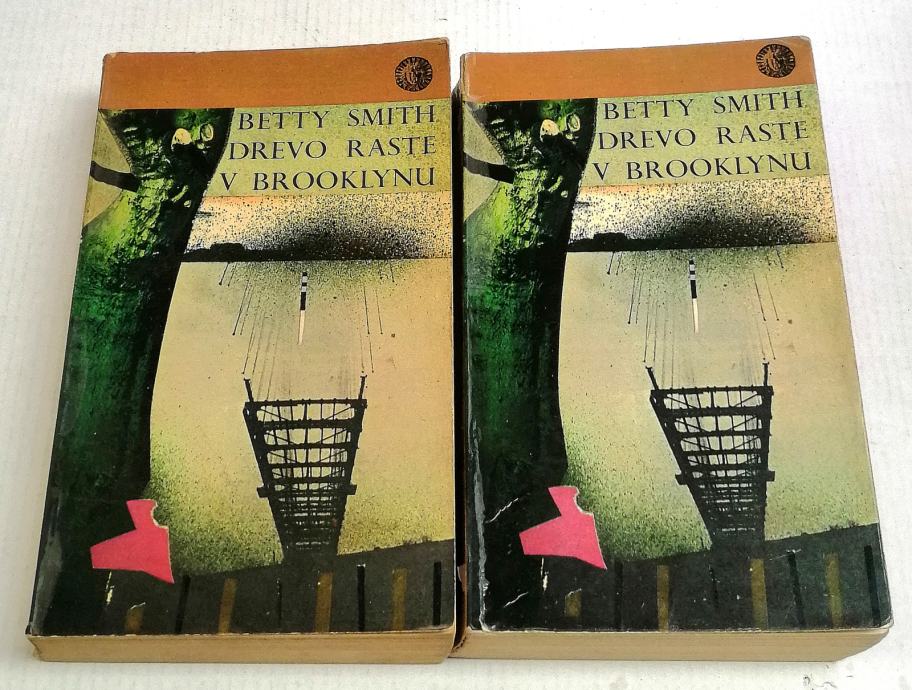 BETTY SMITH
DREVO RASTE
V BROOKLYNU
BETTY SMITH
DREVO RASTE
V BROOKLYNU